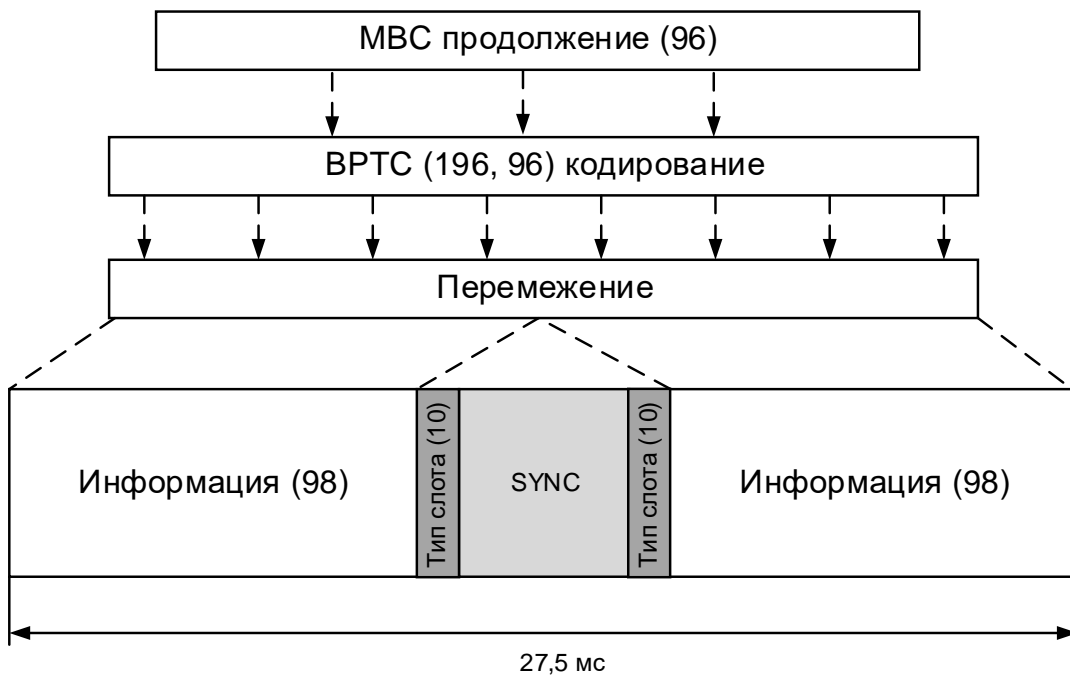 МВС продолжение (96)
ВРТС (196, 96) кодирование
Перемежение
Информация (98)
Тип слота (10)
SYNC
Тип слота (10)
Информация (98)
27,5 мс